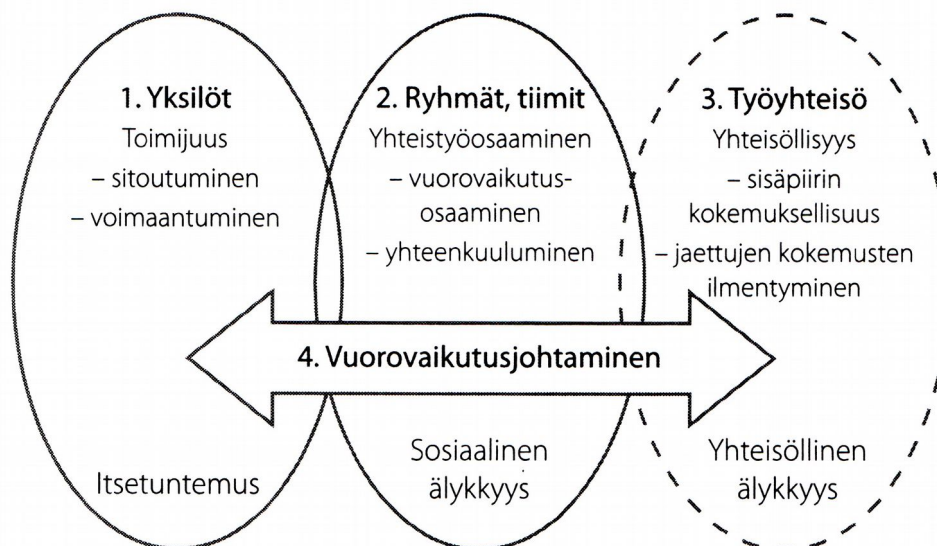 1. Yksilöt
Toimijuus
– sitoutuminen
– voimaantuminen
2. Ryhmät, tiimit
Yhteistyöosaaminen
– vuorovaikutus-
osaaminen
– yhteenkuuluminen
3. Työyhteisö
Yhteisöllisyys
– sisäpiirin
kokemuksellisuus
– jaettujen kokemusten
ilmentyminen
4. Vuorovaikutusjohtaminen
Itsetuntemus
Sosiaalinen
älykkyys
Yhteisöllinen
älykkyys